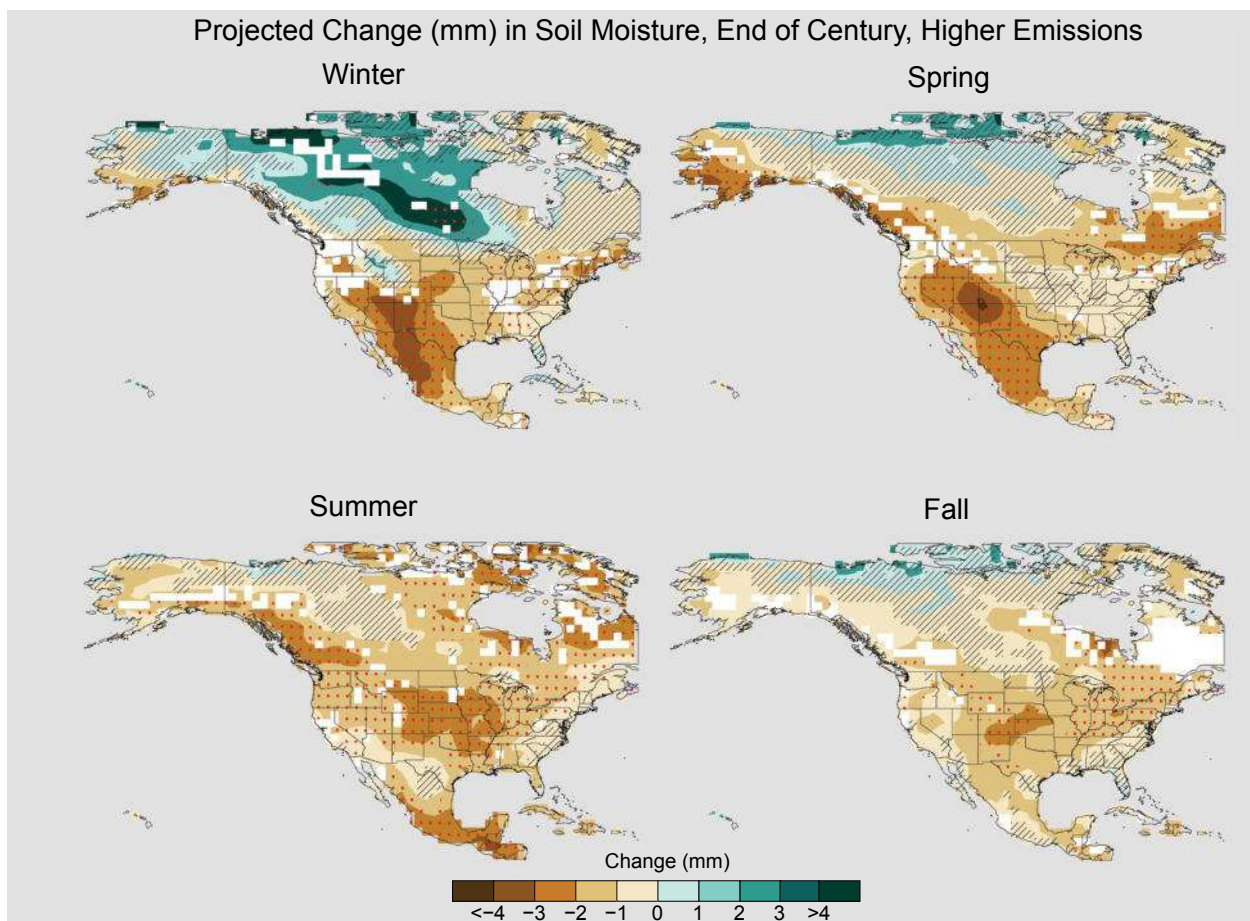 Projected Change (mm) in Soil Moisture, End of Century, Higher Emissions
Winter
Spring
Summer
Fall
Change (mm)
<−4 −3 −2 −1 0 1 2 3 >4